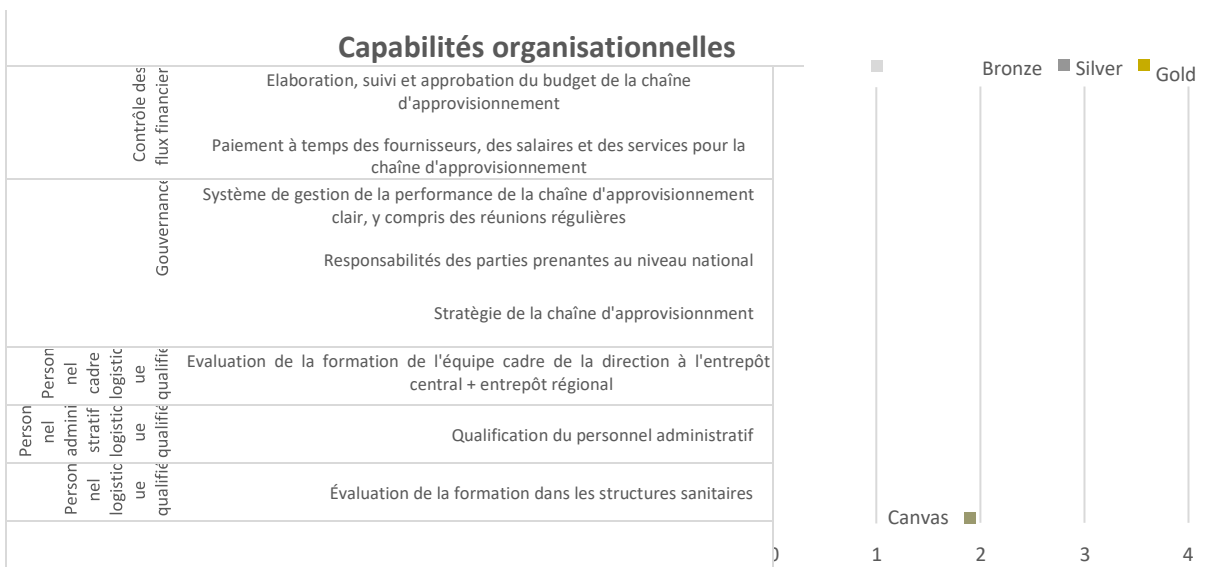 Capabilités organisationnelles
Bronze Silver Gold
Contrôle des
flux financier
Elaboration, suivi et approbation du budget de la chaîne
d'approvisionnement
Paiement à temps des fournisseurs, des salaires et des services pour la
chaîne d'approvisionnement
Gouvernance
Système de gestion de la performance de la chaîne d'approvisionnement
clair, y compris des réunions régulières
Responsabilités des parties prenantes au niveau national
Stratègie de la chaîne d'approvisionnment
Person
nel
cadre
logistic
ue
qualifié
Evaluation de la formation de l'équipe cadre de la direction à l'entrepôt
central + entrepôt régional
Person
nel
admini
stratif
logistic
ue
qualifié
Qualification du personnel administratif
Person
nel
logistic
ue
qualifié
Évaluation de la formation dans les structures sanitaires
Canvas
0 1 2 3 4